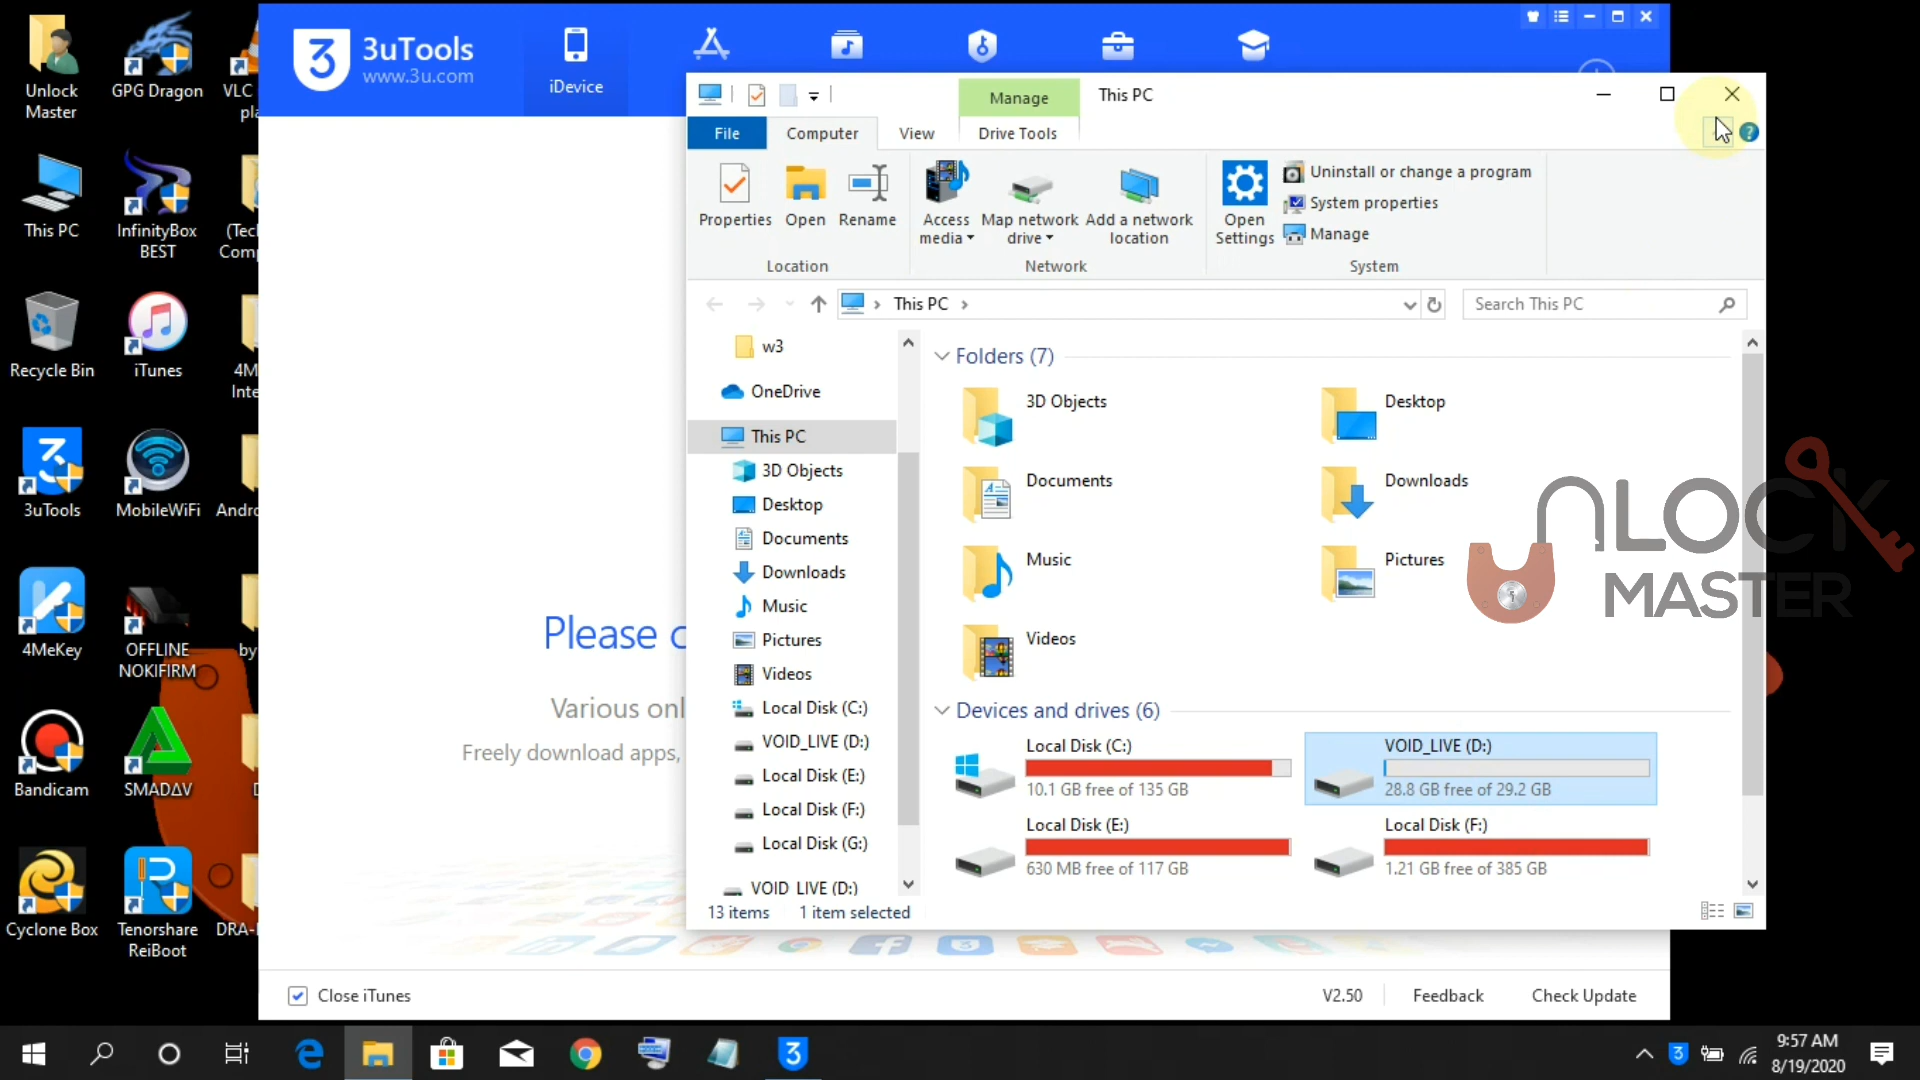 Unlock
Master
GPG Dragon
VLC
This PC
InfinityBox
BEST
(Tec
Comp
Recycle Bin
iTunes
4M
Inte
3uTools
MobileWiFi
Andro
4MeKey
OFFLINE
NOKIFIRM
by
Bandicam
SMADAV
Cyclone Box
Tenorshare
ReiBoot
DRA-
3uTools
www.3u.com
iDevice
Please c
Various onl
Freely download apps,
Close iTunes
V2.50
Feedback
Check Update
Manage
This PC
File
Computer
View
Drive Tools
Properties
Open
Rename
Access
media
Map network
drive
Add a network
location
Open
Settings
Uninstall or change a program
System properties
Manage
Location
Network
System
This PC
Search This PC
w3
OneDrive
This PC
3D Objects
Desktop
Documents
Downloads
Music
Pictures
Videos
Local Disk (C:)
VOID_LIVE (D:)
Local Disk (E:)
Local Disk (F:)
Local Disk (G:)
VOID_LIVE (D:)
Folders (7)
3D Objects
Desktop
Documents
Downloads
Music
Pictures
Videos
Devices and drives (6)
Local Disk (C:)
10.1 GB free of 135 GB
VOID_LIVE (D:)
28.8 GB free of 29.2 GB
Local Disk (E:)
630 MB free of 117 GB
Local Disk (F:)
1.21 GB free of 385 GB
13 items
1 item selected
UNLOCK
MASTER
9:57 AM
8/19/2020